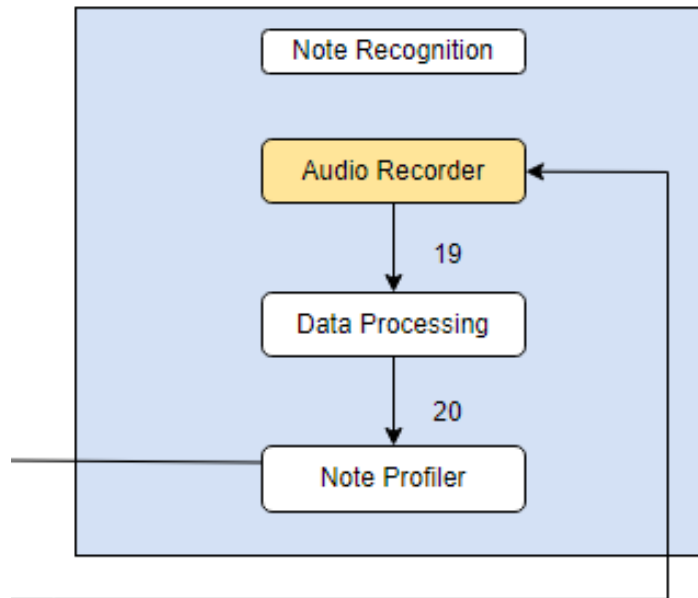 Note Recognition
Audio Recorder
19
Data Processing
20
Note Profiler